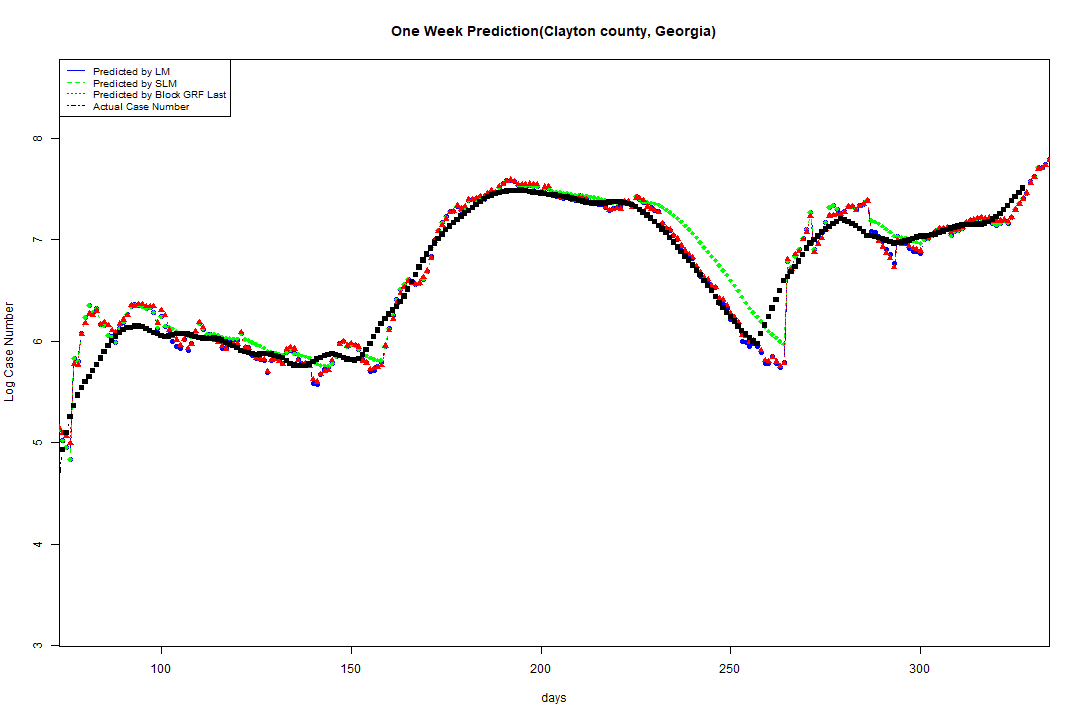 One Week Prediction(Clayton county, Georgia)
Predicted by LM
Predicted by SLM
Predicted by Block GRF Last
Actual Case Number
8
7
6
5
4
3
Log Case Number
100 150 200 250 300
days